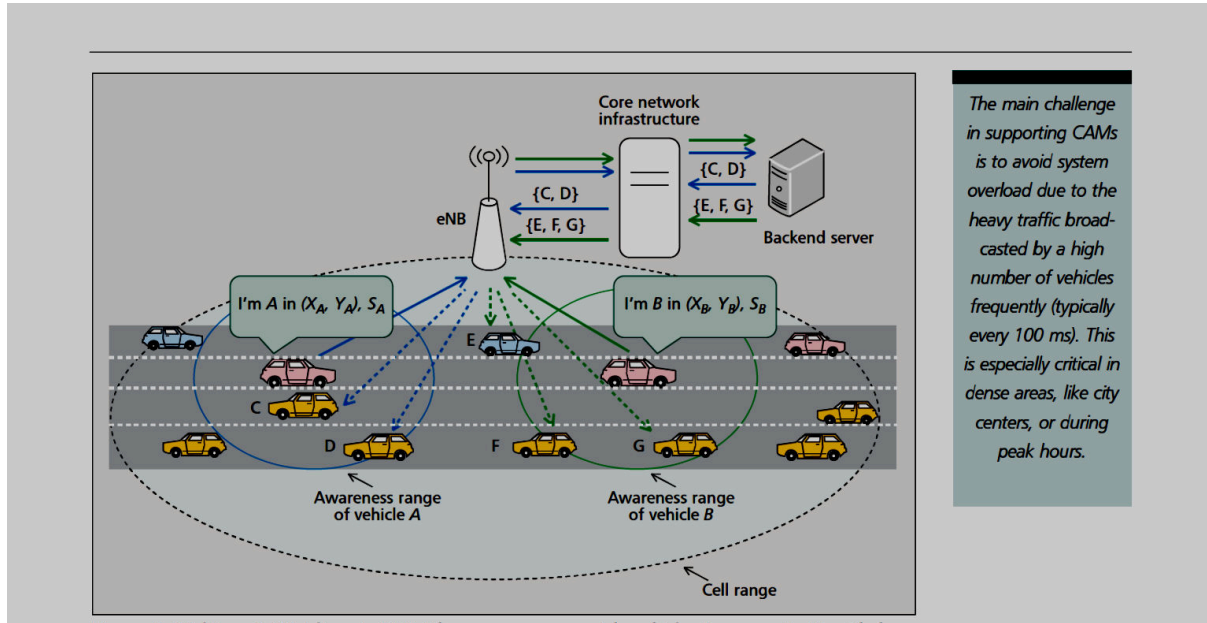 Core network
infrastructure
{C, D}
{E, F, G}
{C, D}
{E, F, G}
eNB
Backend server
I'm A in (XA, YA), SA
I'm B in (XB, YB), SB
E
C
D
F
G
Awareness range
of vehicle A
Awareness range
of vehicle B
Cell range
The main challenge
in supporting CAMs
is to avoid system
overload due to the
heavy traffic broad-
casted by a high
number of vehicles
frequently (typically
every 100 ms). This
is especially critical in
dense areas, like city
centers, or during
peak hours.